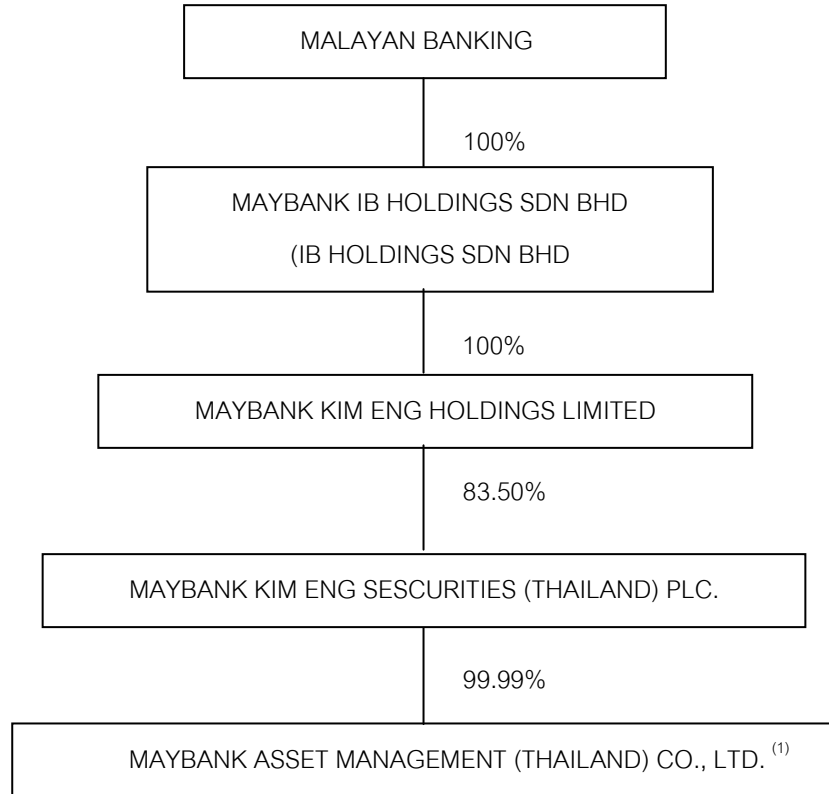 MALAYAN BANKING
100%
MAYBANK IB HOLDINGS SDN BHD
(IB HOLDINGS SDN BHD
100%
MAYBANK KIM ENG HOLDINGS LIMITED
83.50%
MAYBANK KIM ENG SESCURITIES (THAILAND) PLC.
99.99%
MAYBANK ASSET MANAGEMENT (THAILAND) CO., LTD. (1)